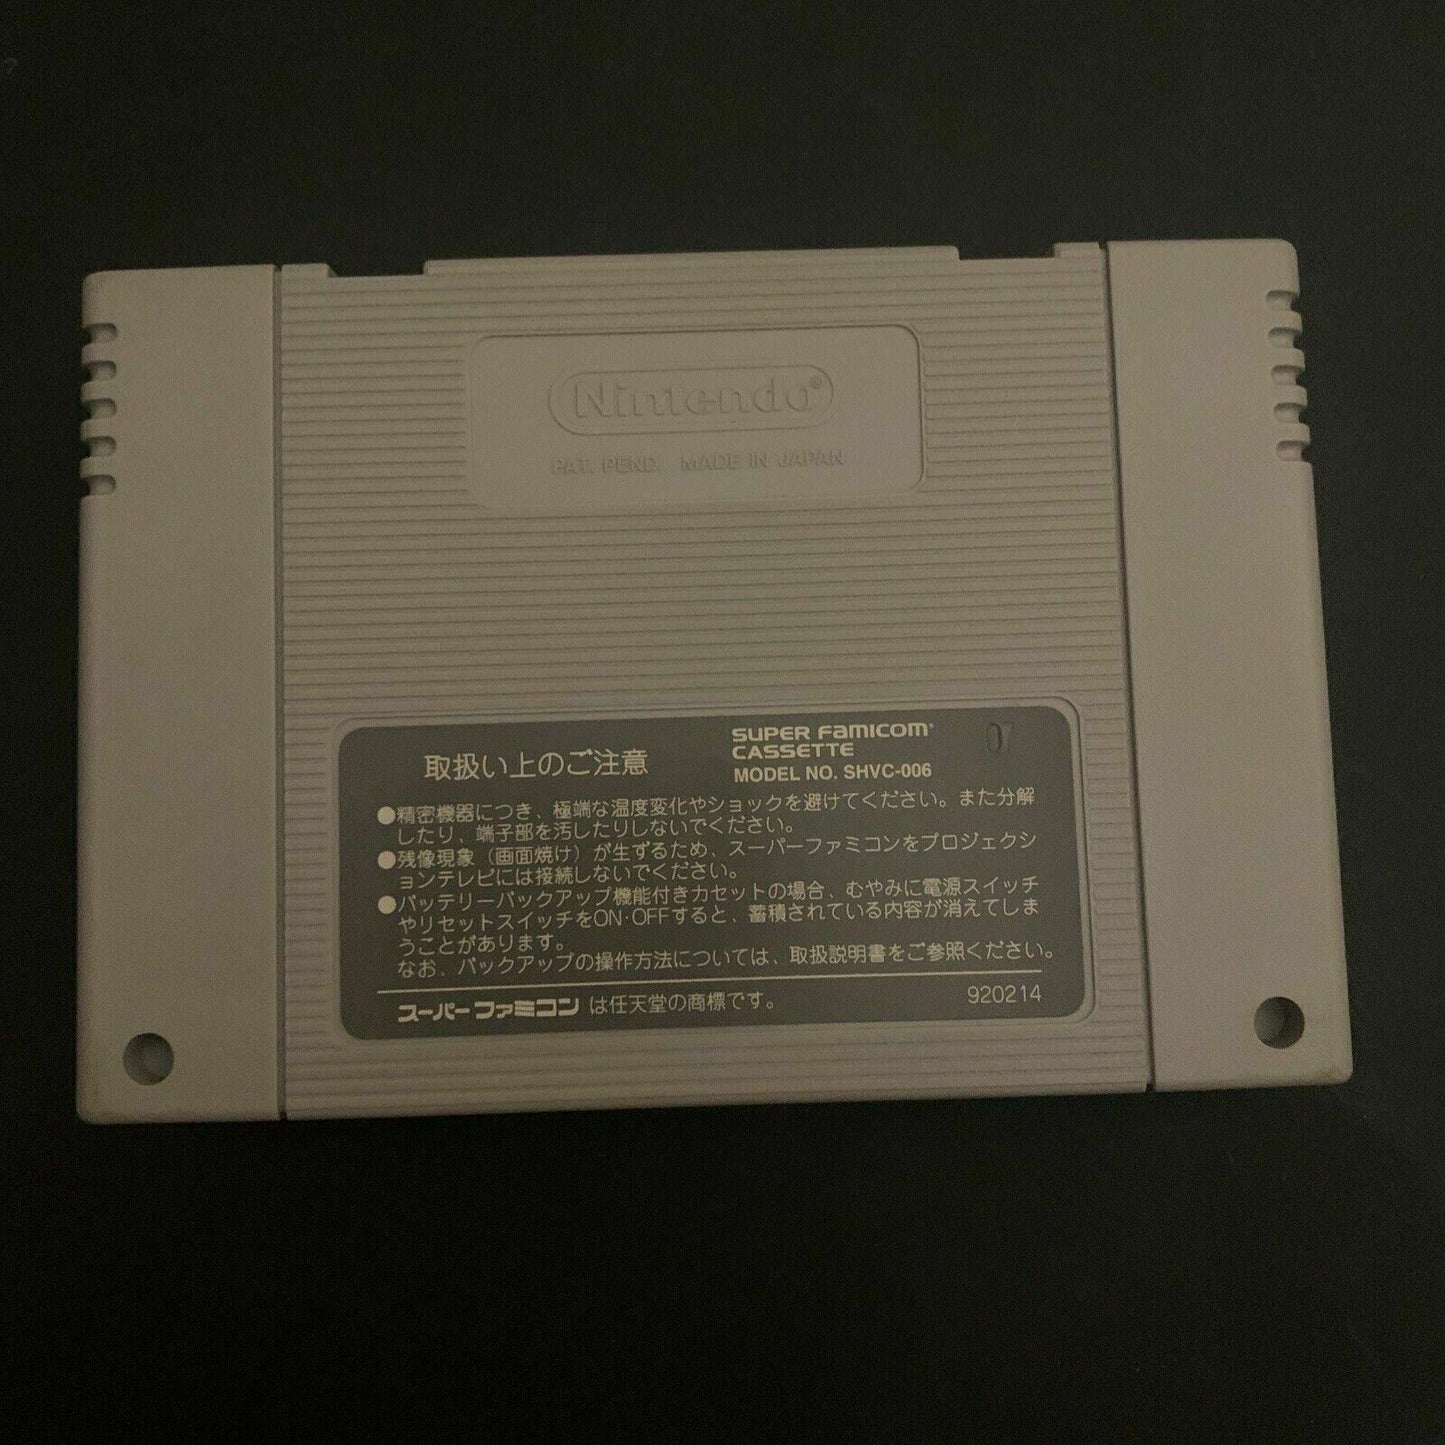 Nintendo®
PAT. PEND. MADE IN JAPAN
取扱い上のご注意
SUPER FAMICOM®
CASSETTE
MODEL NO. SHVC-006
07
●精密機器につき、極端な温度変化やショックを避けてください。また分解
したり、端子部を汚したりしないでください。
●残像現象（画面焼け）が生ずるため、スーパーファミコンをプロジェクシ
ョンテレビには接続しないでください。
●バッテリーバックアップ機能付きカセットの場合、むやみに電源スイッチ
やリセットスイッチをON·OFFすると、蓄積されている内容が消えてしま
うことがあります。
なお、バックアップの操作方法については、取扱説明書をご参照ください。
スーパーファミコン は任天堂の商標です。
920214